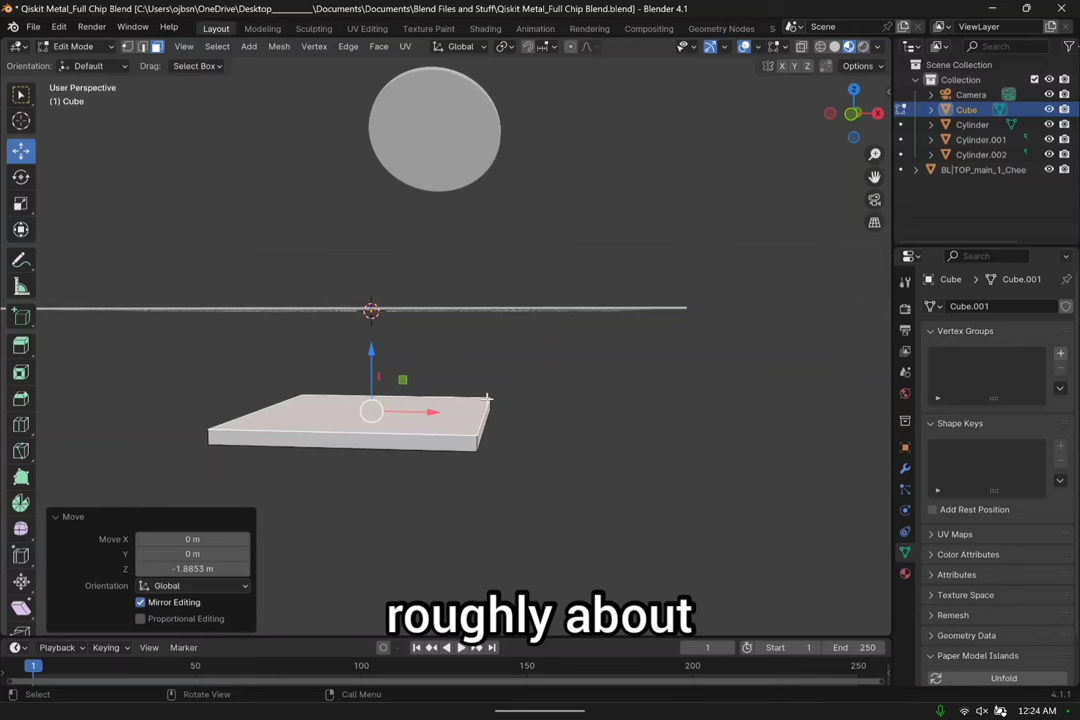 * Qiskit Metal_Full Chip Blend [C:\Users\ojbsn\OneDrive\Desktop_________\Documents\Documents\Blend Files and Stuff\Qiskit Metal_Full Chip Blend.blend] - Blender 4.1
File Edit Render Window Help Layout Modeling Sculpting UV Editing Texture Paint Shading Animation Rendering Compositing Geometry Nodes S Scene ViewLayer
Edit Mode View Select Add Mesh Vertex Edge Face UV Global Search
Orientation: Default Drag: Select Box X Y Z Options
User Perspective
(1) Cube
Z
X
Scene Collection
Collection
Camera
Cube
Cylinder
Cylinder.001
Cylinder.002
BL|TOP_main_1_Chee
Search
Cube Cube.001
Cube.001
Vertex Groups
Shape Keys
Add Rest Position
UV Maps
Color Attributes
Attributes
Texture Space
Remesh
Geometry Data
Paper Model Islands
Unfold
Move
Move X 0 m
Y 0 m
Z -1.8853 m
Orientation Global
Mirror Editing
Proportional Editing
roughly about
Playback Keying View Marker 1 Start 1 End 250
1 50 100 150 200 250
Select Rotate View Call Menu 4.1.1
12:24 AM